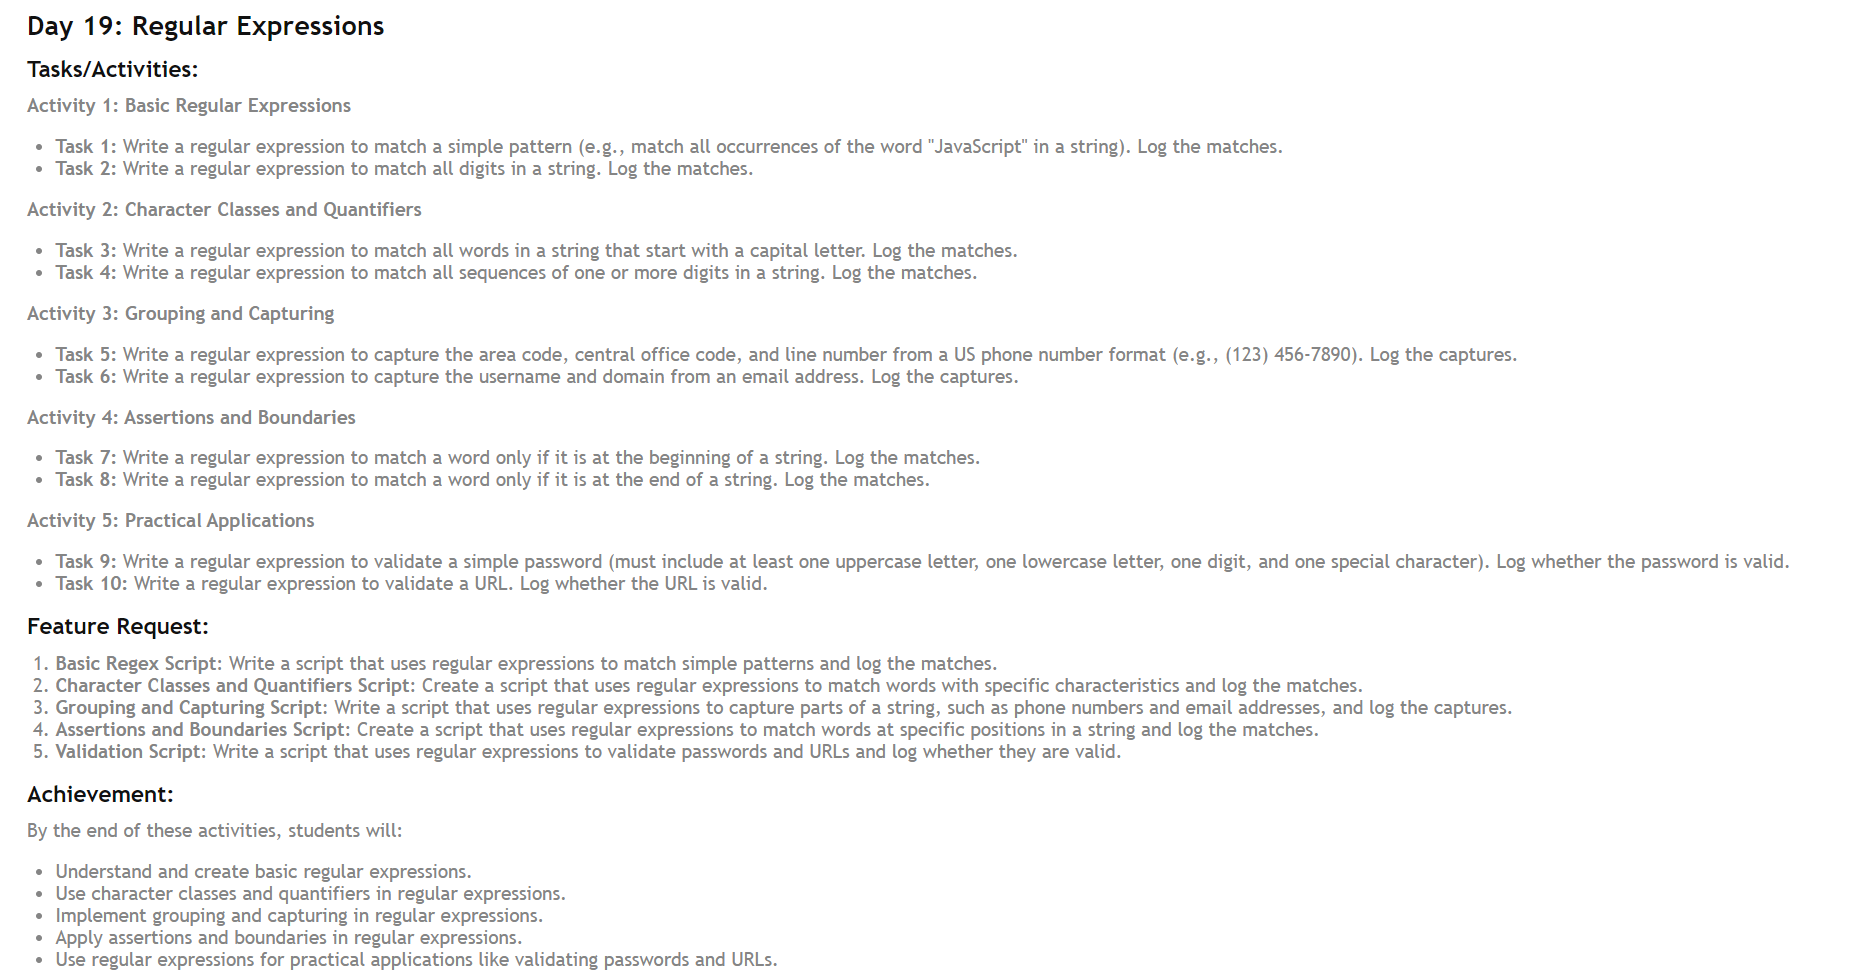 Day 19: Regular Expressions
Tasks/Activities:
Activity 1: Basic Regular Expressions
• Task 1: Write a regular expression to match a simple pattern (e.g., match all occurrences of the word "JavaScript" in a string). Log the matches.
• Task 2: Write a regular expression to match all digits in a string. Log the matches.
Activity 2: Character Classes and Quantifiers
• Task 3: Write a regular expression to match all words in a string that start with a capital letter. Log the matches.
• Task 4: Write a regular expression to match all sequences of one or more digits in a string. Log the matches.
Activity 3: Grouping and Capturing
• Task 5: Write a regular expression to capture the area code, central office code, and line number from a US phone number format (e.g., (123) 456-7890). Log the captures.
• Task 6: Write a regular expression to capture the username and domain from an email address. Log the captures.
Activity 4: Assertions and Boundaries
• Task 7: Write a regular expression to match a word only if it is at the beginning of a string. Log the matches.
• Task 8: Write a regular expression to match a word only if it is at the end of a string. Log the matches.
Activity 5: Practical Applications
• Task 9: Write a regular expression to validate a simple password (must include at least one uppercase letter, one lowercase letter, one digit, and one special character). Log whether the password is valid.
• Task 10: Write a regular expression to validate a URL. Log whether the URL is valid.
Feature Request:
1. Basic Regex Script: Write a script that uses regular expressions to match simple patterns and log the matches.
2. Character Classes and Quantifiers Script: Create a script that uses regular expressions to match words with specific characteristics and log the matches.
3. Grouping and Capturing Script: Write a script that uses regular expressions to capture parts of a string, such as phone numbers and email addresses, and log the captures.
4. Assertions and Boundaries Script: Create a script that uses regular expressions to match words at specific positions in a string and log the matches.
5. Validation Script: Write a script that uses regular expressions to validate passwords and URLs and log whether they are valid.
Achievement:
By the end of these activities, students will:
• Understand and create basic regular expressions.
• Use character classes and quantifiers in regular expressions.
• Implement grouping and capturing in regular expressions.
• Apply assertions and boundaries in regular expressions.
• Use regular expressions for practical applications like validating passwords and URLs.